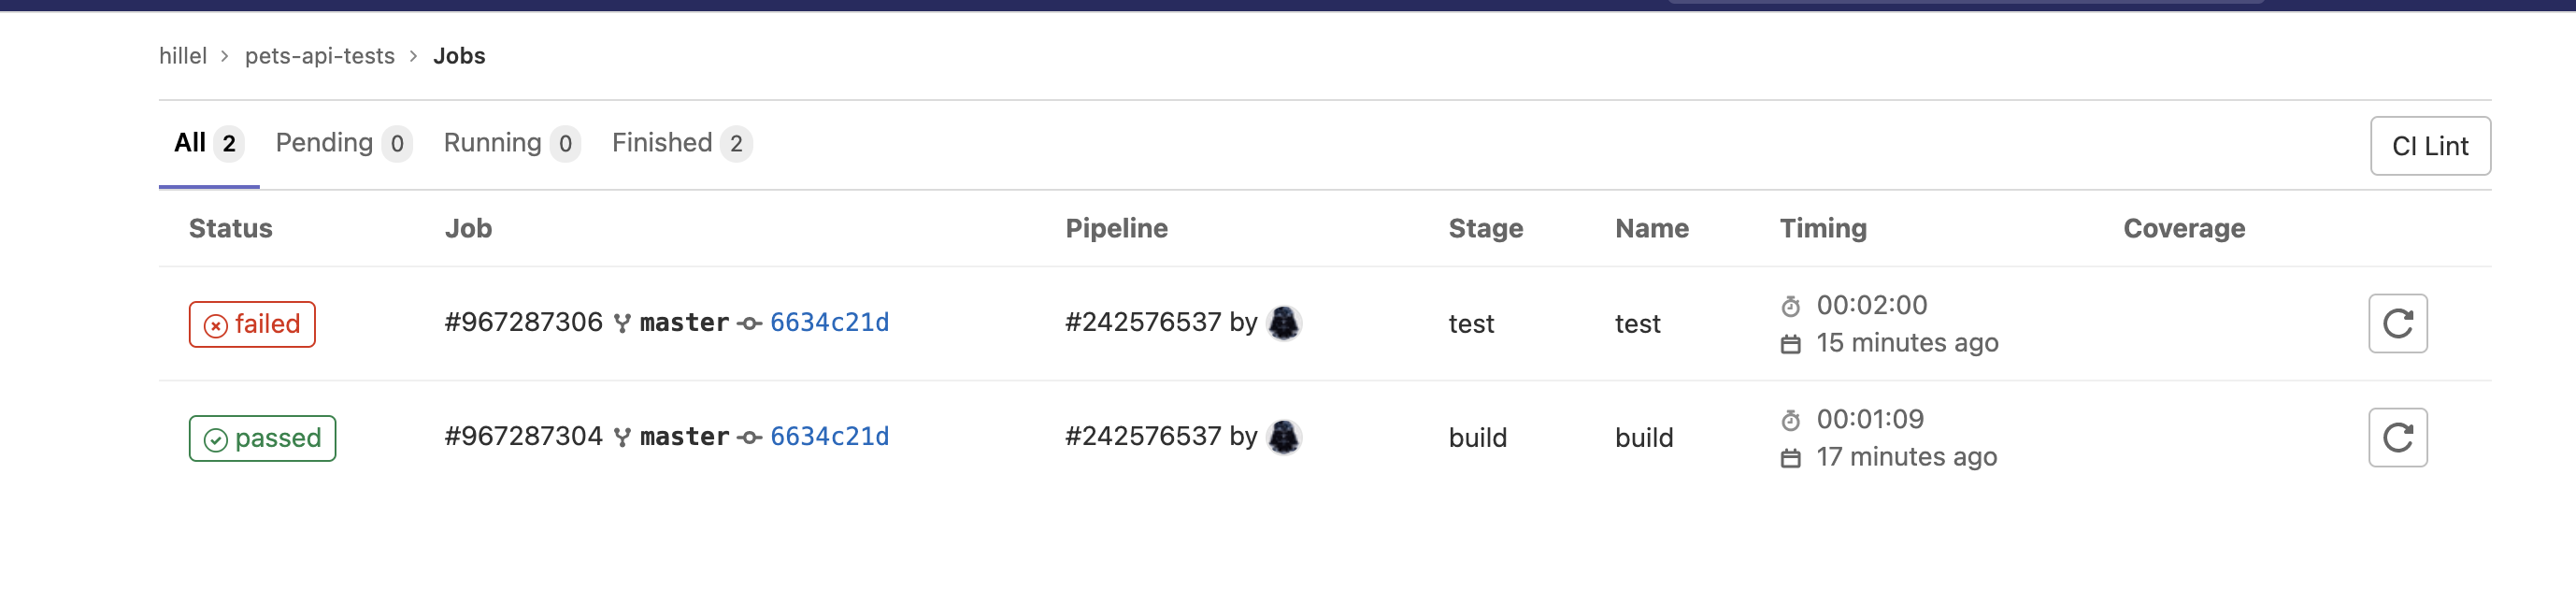 hillel > pets-api-tests > Jobs
All 2 Pending 0 Running 0 Finished 2 CI Lint
Status Job Pipeline Stage Name Timing Coverage
failed #967287306 master 6634c21d #242576537 by test test 00:02:00
15 minutes ago
passed #967287304 master 6634c21d #242576537 by build build 00:01:09
17 minutes ago